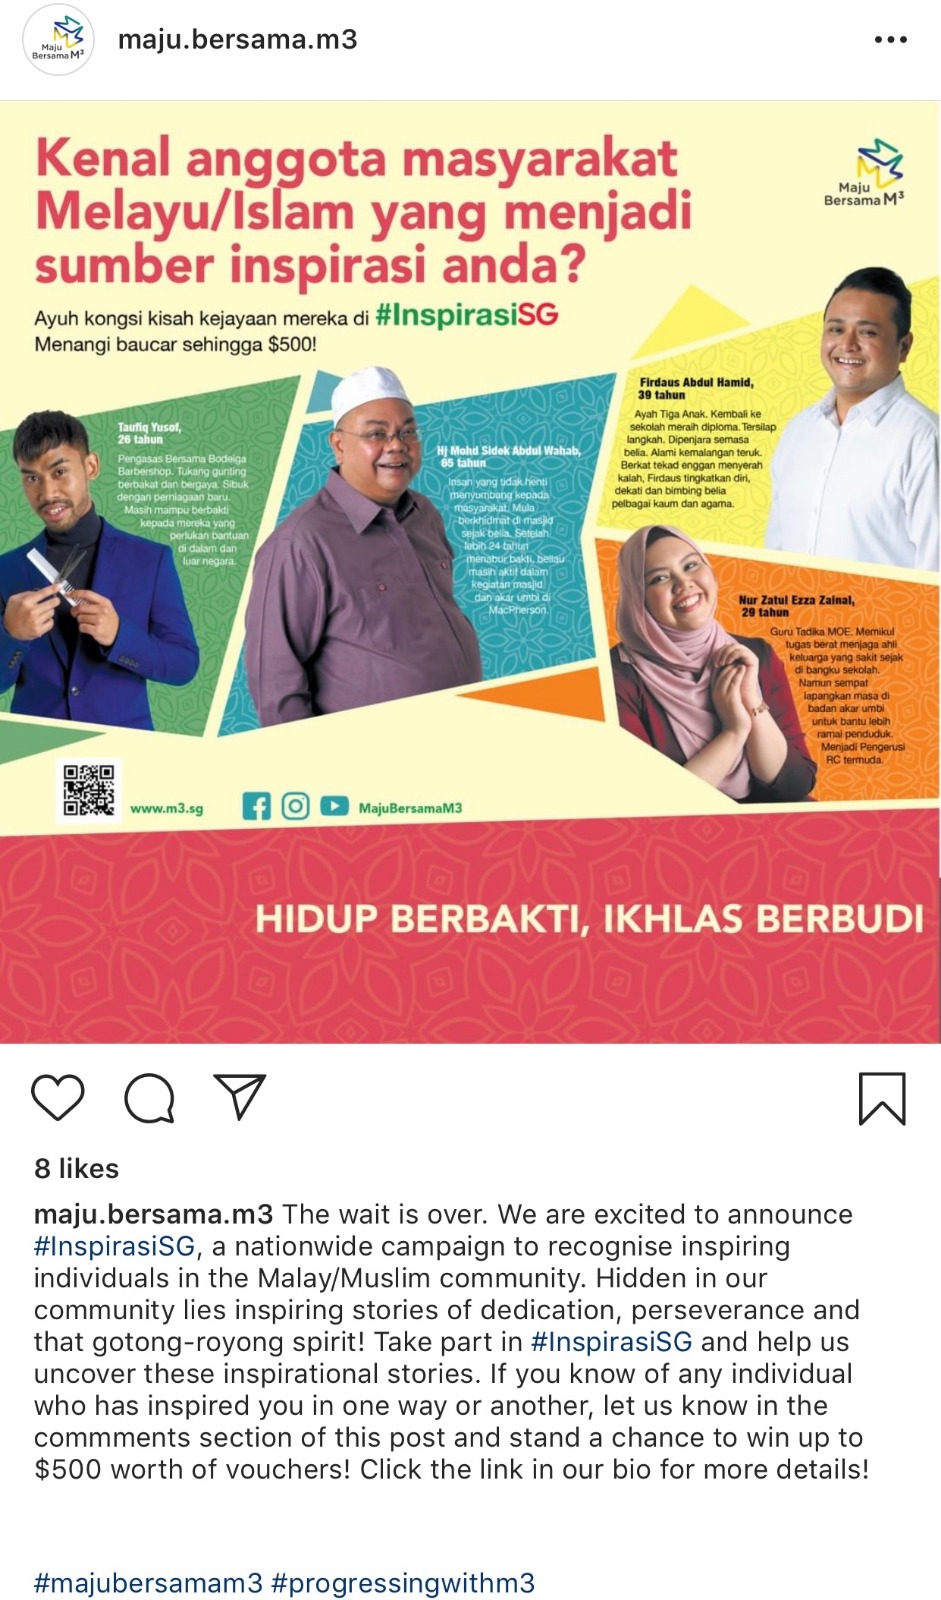 Maju
Bersama M³
maju.bersama.m3
Kenal anggota masyarakat
Melayu/Islam yang menjadi
sumber inspirasi anda?
Ayuh kongsi kisah kejayaan mereka di #InspirasiSG
Menangi baucar sehingga $500!
Maju
Bersama M³
Taufiq Yusof,
26 tahun
Pengasas Bersama Bodeiga
Barbershop. Tukang gunting
berbakat dan bergaya. Sibuk
dengan perniagaan baru.
Masih mampu berbakti
kepada mereka yang
perlukan bantuan
di dalam dan
luar negara.
Hj Mohd Sidek Abdul Wahab,
65 tahun
Insan yang tidak henti
menyumbang kepada
masyarakat. Mula
berkhidmat di masjid
sejak belia. Setelah
lebih 24 tahun
menabur bakti, beliau
masih aktif dalam
kegiatan masjid
dan akar umbi di
MacPherson.
Firdaus Abdul Hamid,
39 tahun
Ayah Tiga Anak. Kembali ke
sekolah meraih diploma. Tersilap
langkah. Dipenjara semasa
belia. Alami kemalangan teruk.
Berkat tekad enggan menyerah
kalah, Firdaus tingkatkan diri,
dekati dan bimbing belia
pelbagai kaum dan agama.
Nur Zatul Ezza Zainal,
29 tahun
Guru Tadika MOE. Memikul
tugas berat menjaga ahli
keluarga yang sakit sejak
di bangku sekolah.
Namun sempat
lapangkan masa di
badan akar umbi
untuk bantu lebih
ramai penduduk.
Menjadi Pengerusi
RC termuda.
www.m3.sg
MajuBersamaM3
HIDUP BERBAKTI, IKHLAS BERBUDI
8 likes
maju.bersama.m3 The wait is over. We are excited to announce
#InspirasiSG, a nationwide campaign to recognise inspiring
individuals in the Malay/Muslim community. Hidden in our
community lies inspiring stories of dedication, perseverance and
that gotong-royong spirit! Take part in #InspirasiSG and help us
uncover these inspirational stories. If you know of any individual
who has inspired you in one way or another, let us know in the
commments section of this post and stand a chance to win up to
$500 worth of vouchers! Click the link in our bio for more details!
#majubersamam3 #progressingwithm3